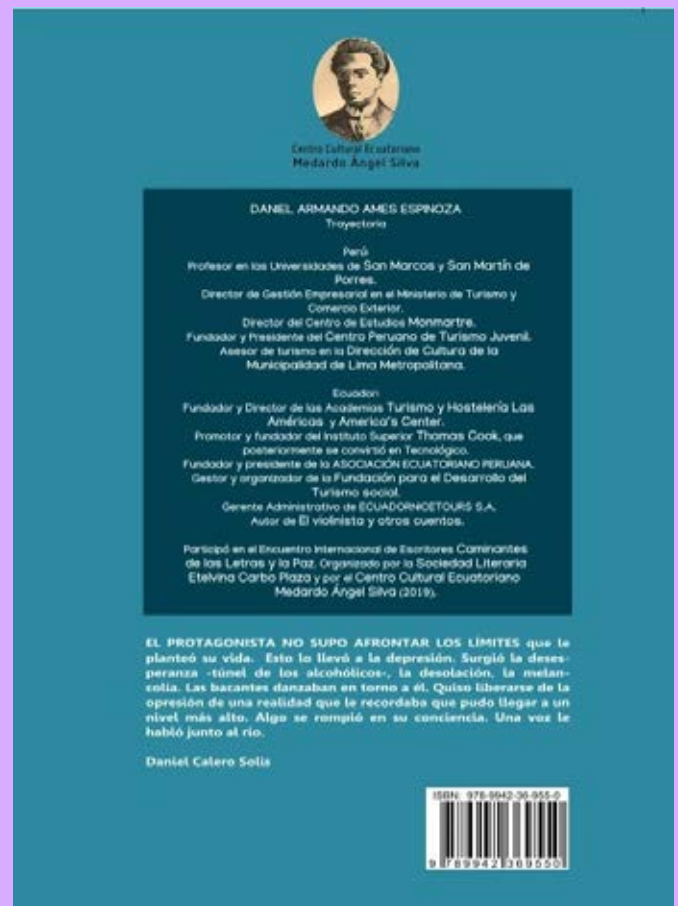 Centro Cultural Ecuatoriano
Medardo Ángel Silva
DANIEL ARMANDO AMES ESPINOZA
Trayectoria
Perú
Profesor en las Universidades de San Marcos y San Martín de
Porres.
Director de Gestión Empresarial en el Ministerio de Turismo y
Comercio Exterior.
Director del Centro de Estudios Monmartre.
Fundador y Presidente del Centro Peruano de Turismo Juvenil.
Asesor de turismo en la Dirección de Cultura de la
Municipalidad de Lima Metropolitana.
Ecuador:
Fundador y Director de las Academias Turismo y Hostelería Las
Américas y America's Center.
Promotor y fundador del Instituto Superior Thomas Cook, que
posteriormente se convirtió en Tecnológico.
Fundador y presidente de la ASOCIACIÓN ECUATORIANO PERUANA.
Gestor y organizador de la Fundación para el Desarrollo del
Turismo social.
Gerente Administrativo de ECUADORNICETOURS S.A.
Autor de El violinista y otros cuentos.
Participó en el Encuentro Internacional de Escritores Caminantes
de las Letras y la Paz. Organizado por la Sociedad Literaria
Etelvina Carbo Plaza y por el Centro Cultural Ecuatoriano
Medardo Ángel Silva (2019).
EL PROTAGONISTA NO SUPO AFRONTAR LOS LÍMITES que le
planteó su vida. Esto lo llevó a la depresión. Surgió la deses-
peranza -túnel de los alcohólicos-, la desolación, la melan-
colía. Las bacantes danzaban en torno a él. Quiso liberarse de la
opresión de una realidad que le recordaba que pudo llegar a un
nivel más alto. Algo se rompió en su conciencia. Una voz le
habló junto al río.
Daniel Calero Solís
ISBN: 978-9942-36-955-0
9 789942 369550